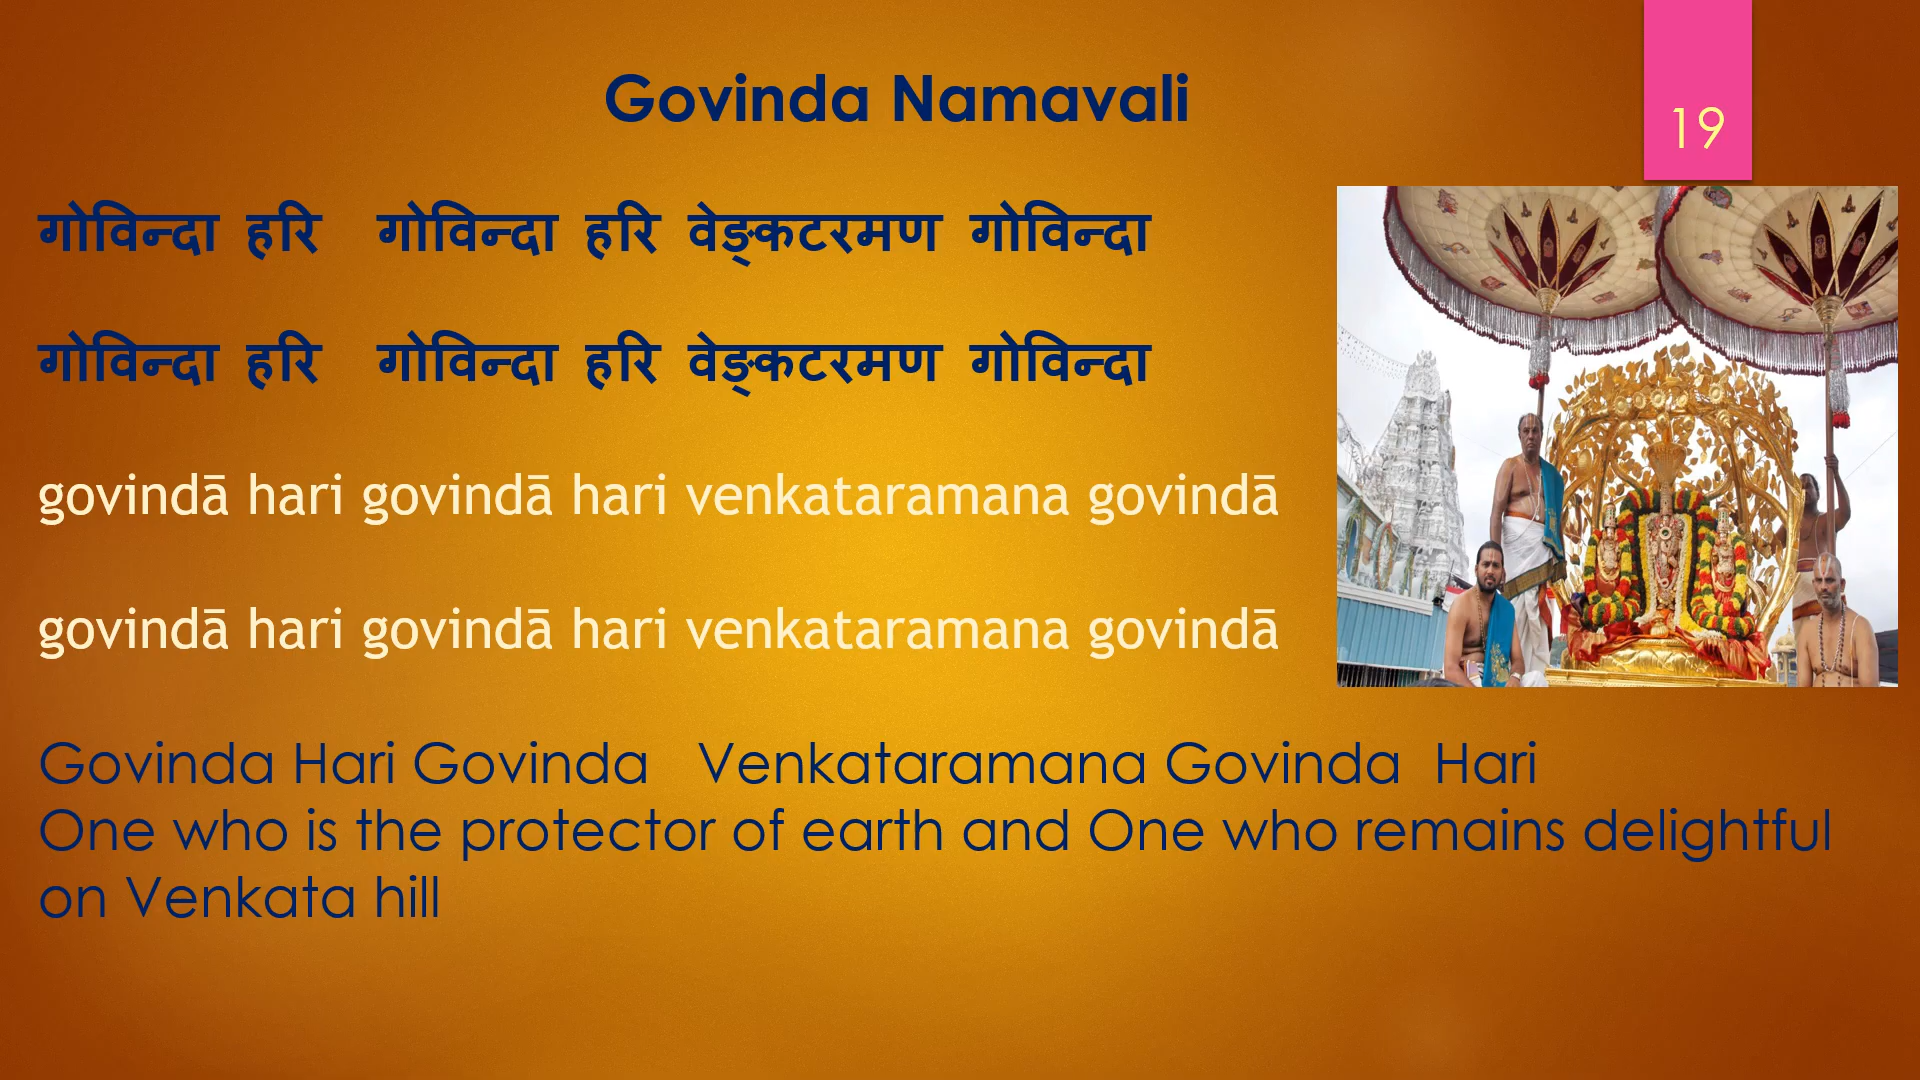 Govinda Namavali
19
गोविन्दा हरि गोविन्दा हरि वेङ्कटरमण गोविन्दा
गोविन्दा हरि गोविन्दा हरि वेङ्कटरमण गोविन्दा
govindā hari govindā hari venkataramana govindā
govindā hari govindā hari venkataramana govindā
Govinda Hari Govinda Venkataramana Govinda Hari
One who is the protector of earth and One who remains delightful
on Venkata hill